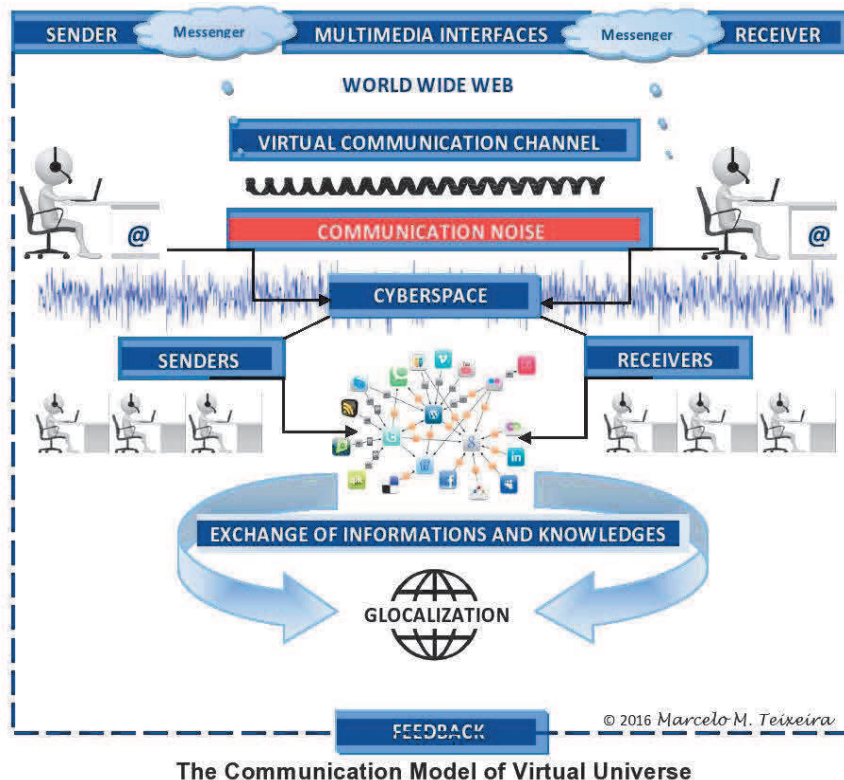 SENDER Messenger MULTIMEDIA INTERFACES Messenger RECEIVER
WORLD WIDE WEB
VIRTUAL COMMUNICATION CHANNEL
@ COMMUNICATION NOISE @
CYBERSPACE
SENDERS RECEIVERS
EXCHANGE OF INFORMATIONS AND KNOWLEDGES
GLOCALIZATION
© 2016 Marcelo M. Teixeira
FEEDBACK
The Communication Model of Virtual Universe